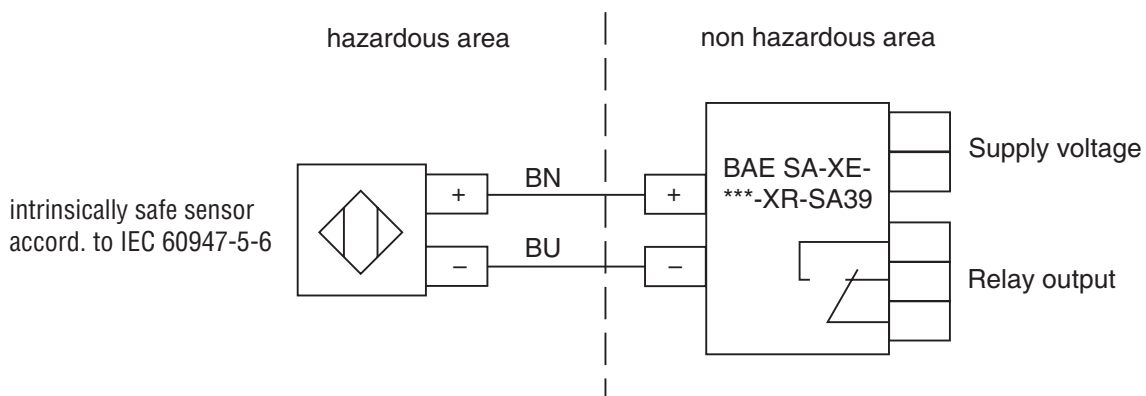 hazardous area
non hazardous area
intrinsically safe sensor
accord. to IEC 60947-5-6
+
BN
+
–
BU
–
BAE SA-XE-
***-XR-SA39
Supply voltage
Relay output